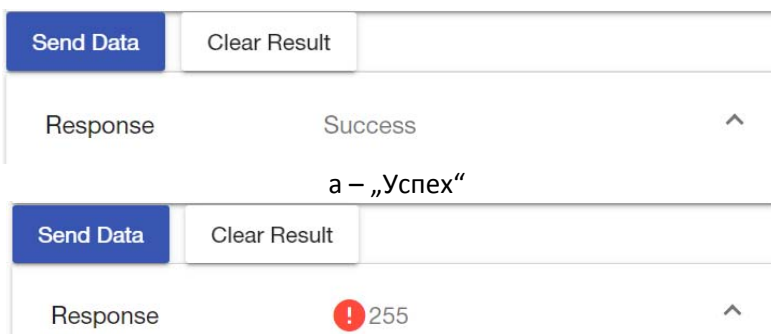 Send Data Clear Result
Response Success
а – „Успех“
Send Data Clear Result
Response 255